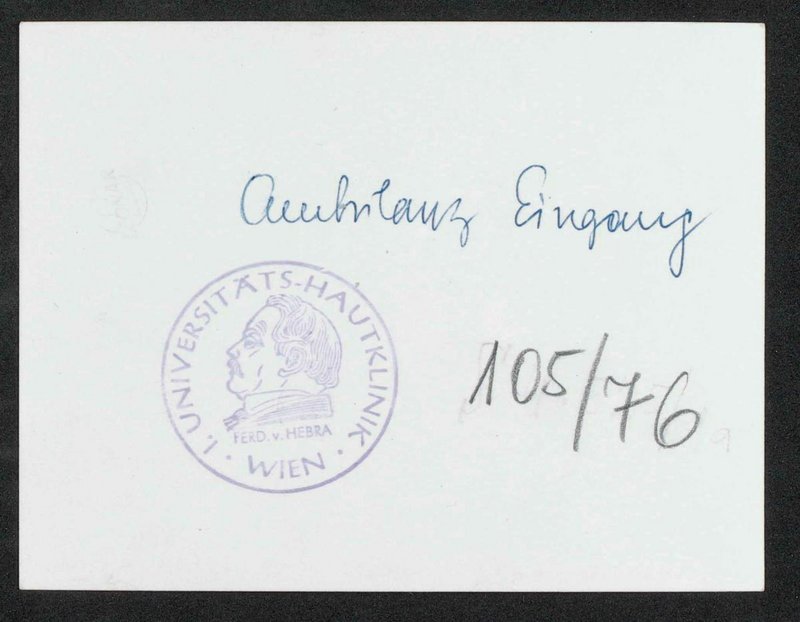 Ambulanz Eingang
I. UNIVERSITÄTS-HAUTKLINIK
FERD. v. HEBRA
· WIEN ·
105/76